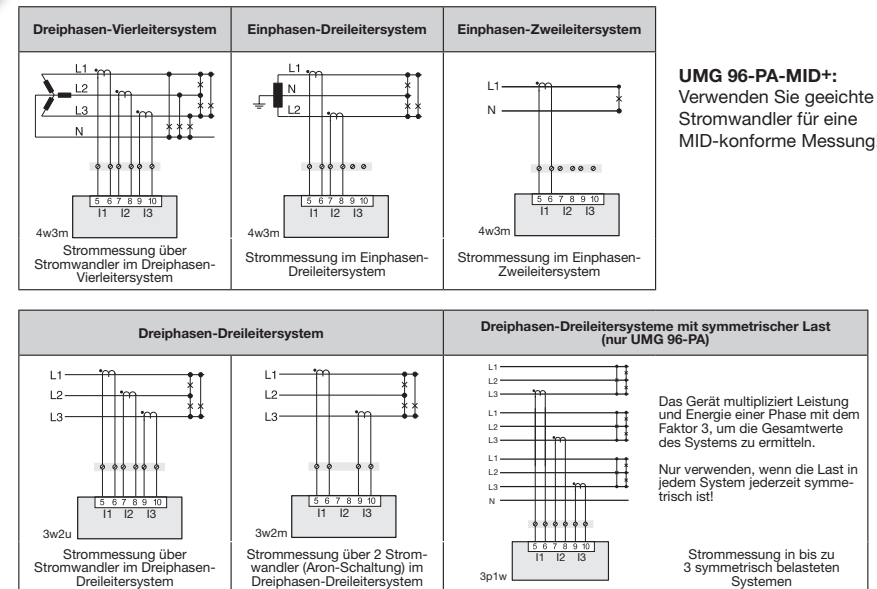 Dreiphasen-Vierleitersystem
Einphasen-Dreileitersystem
Einphasen-Zweileitersystem
L1
L2
L3
N
5 6 7 8 9 10
I1 I2 I3
4w3m
Strommessung über
Stromwandler im Dreiphasen-
Vierleitersystem
L1
N
L2
5 6 7 8 9 10
I1 I2 I3
4w3m
Strommessung im Einphasen-
Dreileitersystem
L1
N
5 6 7 8 9 10
I1 I2 I3
4w3m
Strommessung im Einphasen-
Zweileitersystem
UMG 96-PA-MID+:
Verwenden Sie geeichte
Stromwandler für eine
MID-konforme Messung
Dreiphasen-Dreileitersystem
Dreiphasen-Dreileitersysteme mit symmetrischer Last
(nur UMG 96-PA)
L1
L2
L3
5 6 7 8 9 10
I1 I2 I3
3w2u
Strommessung über
Stromwandler im Dreiphasen-
Dreileitersystem
L1
L2
L3
5 6 7 8 9 10
I1 I2 I3
3w2m
Strommessung über 2 Strom-
wandler (Aron-Schaltung) im
Dreiphasen-Dreileitersystem
L1
L2
L3
L1
L2
L3
L1
L2
L3
N
5 6 7 8 9 10
I1 I2 I3
3p1w
Das Gerät multipliziert Leistung
und Energie einer Phase mit dem
Faktor 3, um die Gesamtwerte
des Systems zu ermitteln.
Nur verwenden, wenn die Last in
jedem System jederzeit symme-
trisch ist!
Strommessung in bis zu
3 symmetrisch belasteten
Systemen